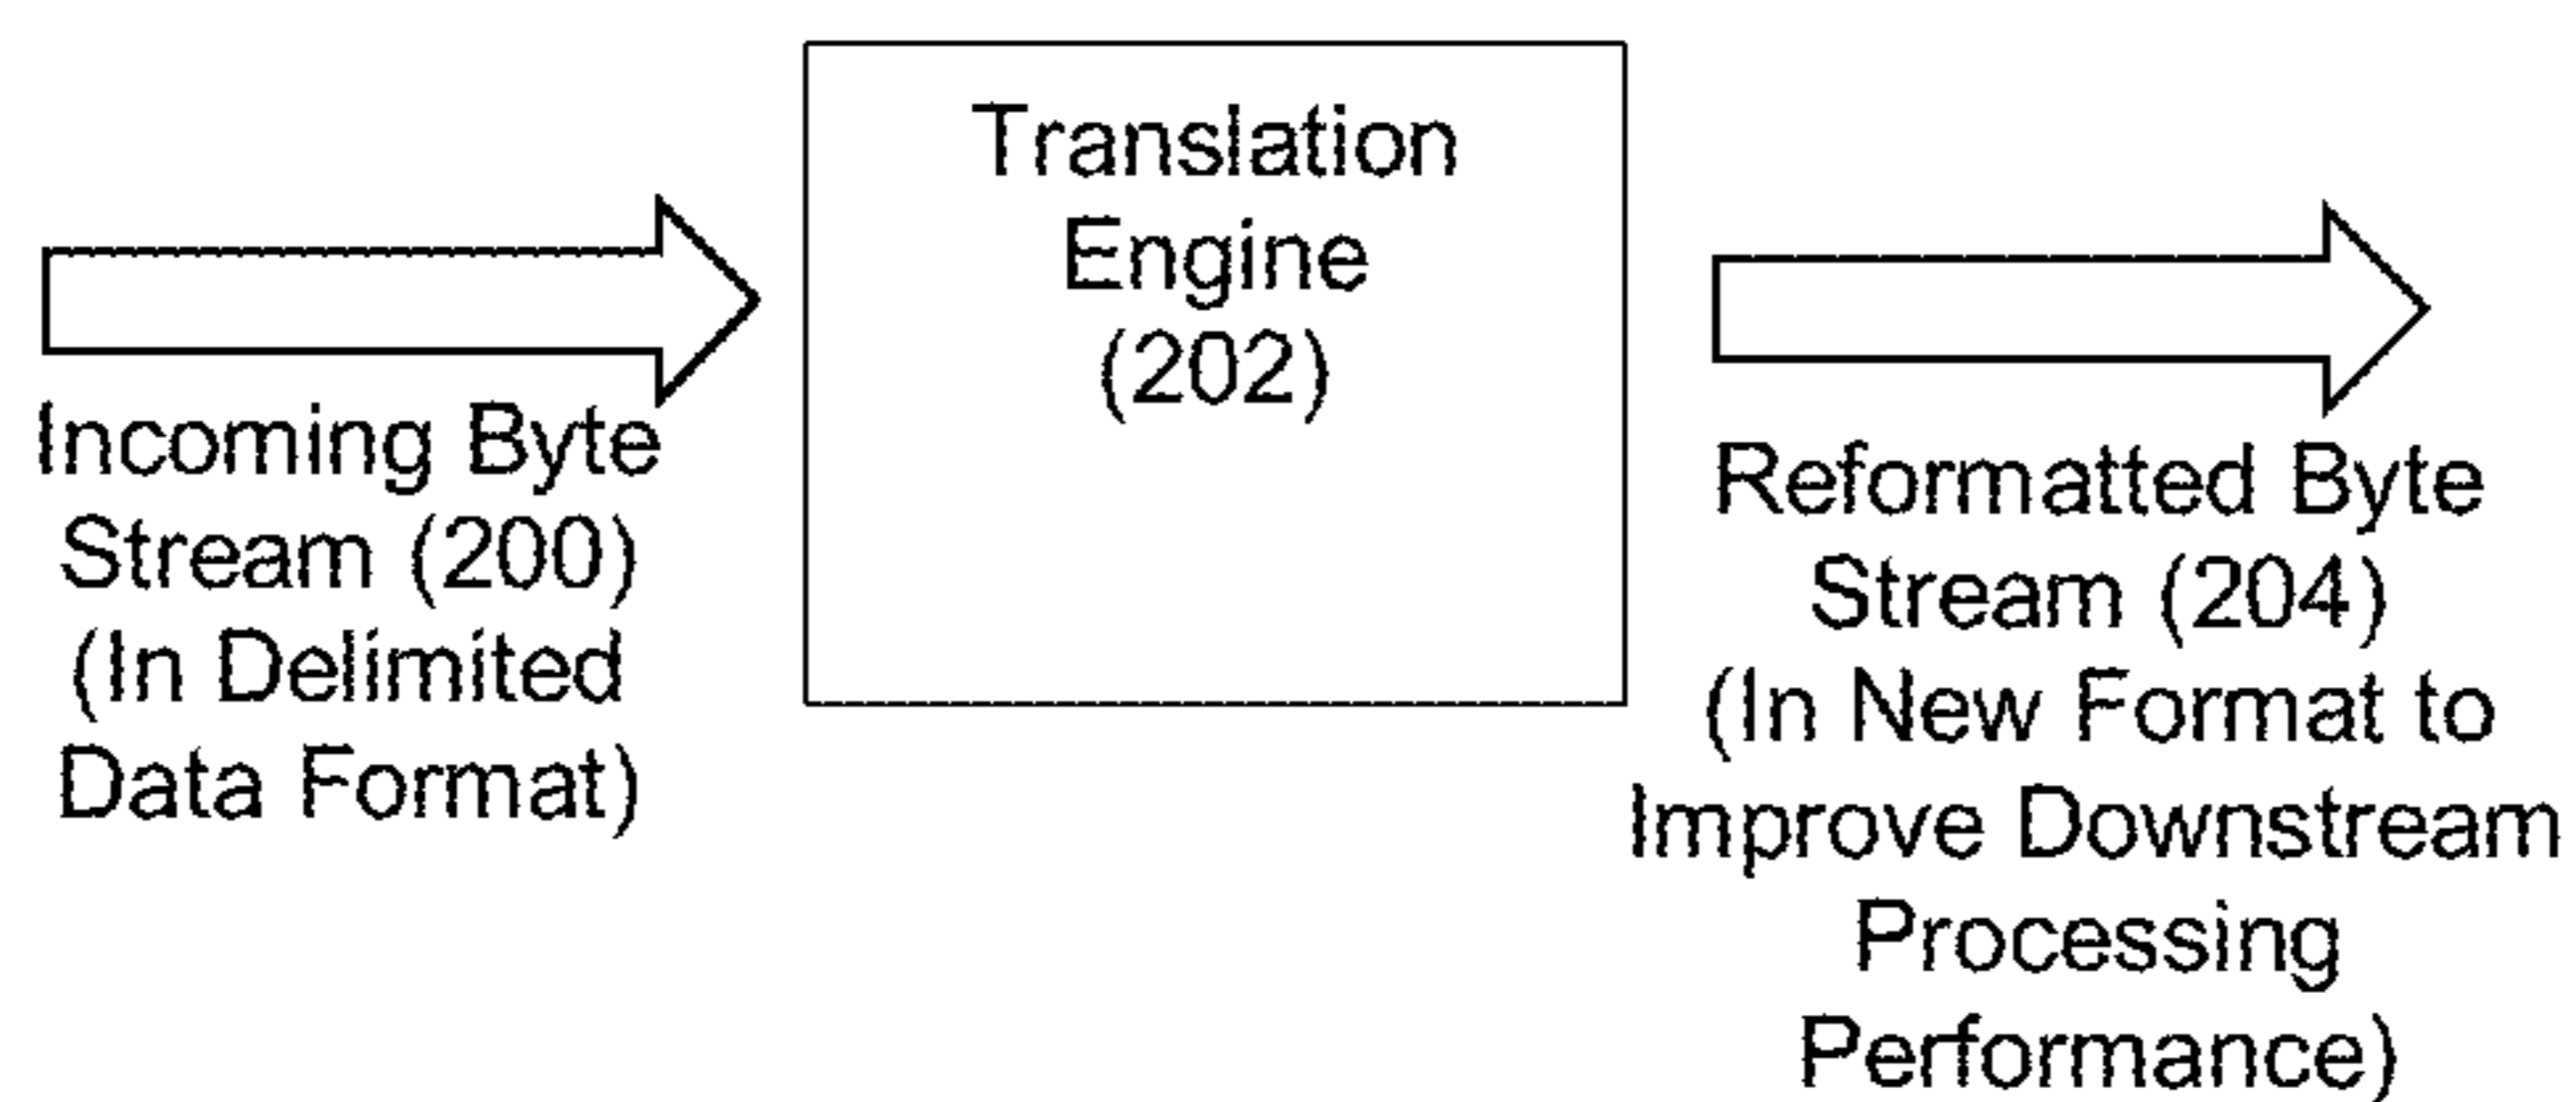 Translation
Engine
(202)
Incoming Byte
Stream (200)
(In Delimited
Data Format)
Reformatted Byte
Stream (204)
(In New Format to
Improve Downstream
Processing
Performance)